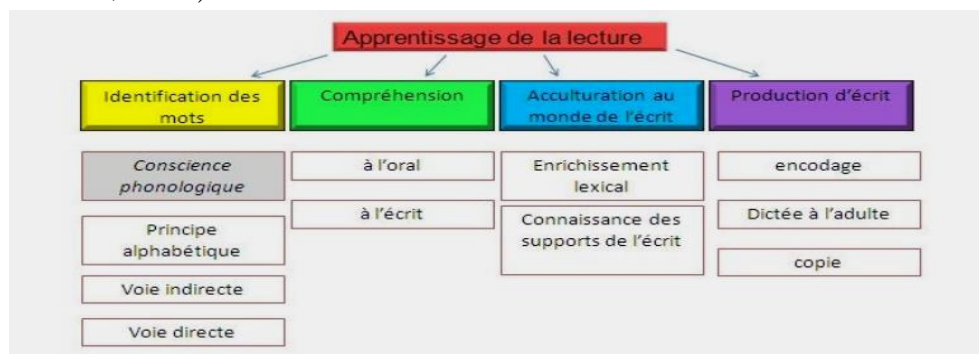 Apprentissage de la lecture
Identification des
mots
Compréhension
Acculturation au
monde de l'écrit
Production d'écrit
Conscience
phonologique
Principe
alphabétique
Voie indirecte
Voie directe
à l'oral
à l'écrit
Enrichissement
lexical
Connaissance des
supports de l'écrit
encodage
Dictée à l'adulte
copie